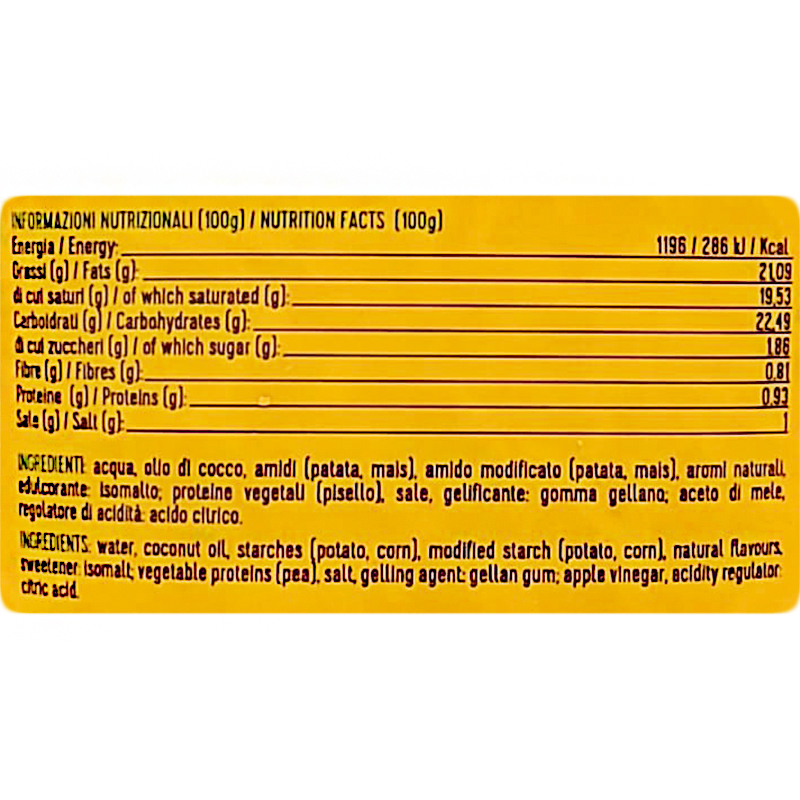 INFORMAZIONI NUTRIZIONALI (100g) / NUTRITION FACTS (100g)
Energia / Energy: 1196 / 286 kJ / Kcal
Grassi (g) / Fats (g): 21,09
di cui saturi (g) / of which saturated (g): 19,53
Carboidrati (g) / Carbohydrates (g): 22,49
di cui zuccheri (g) / of which sugar (g): 1,86
Fibre (g) / Fibres (g): 0,81
Proteine (g) / Proteins (g): 0,93
Sale (g) / Salt (g): 1
INGREDIENTI: acqua, olio di cocco, amidi (patata, mais), amido modificato (patata, mais), aromi naturali,
edulcorante: isomalto; proteine vegetali (pisello), sale, gelificante: gomma gellano; aceto di mele,
regolatore di acidità: acido citrico.
INGREDIENTS: water, coconut oil, starches (potato, corn), modified starch (potato, corn), natural flavours,
sweetener: isomalt; vegetable proteins (pea), salt, gelling agent: gellan gum; apple vinegar, acidity regulator:
citric acid.